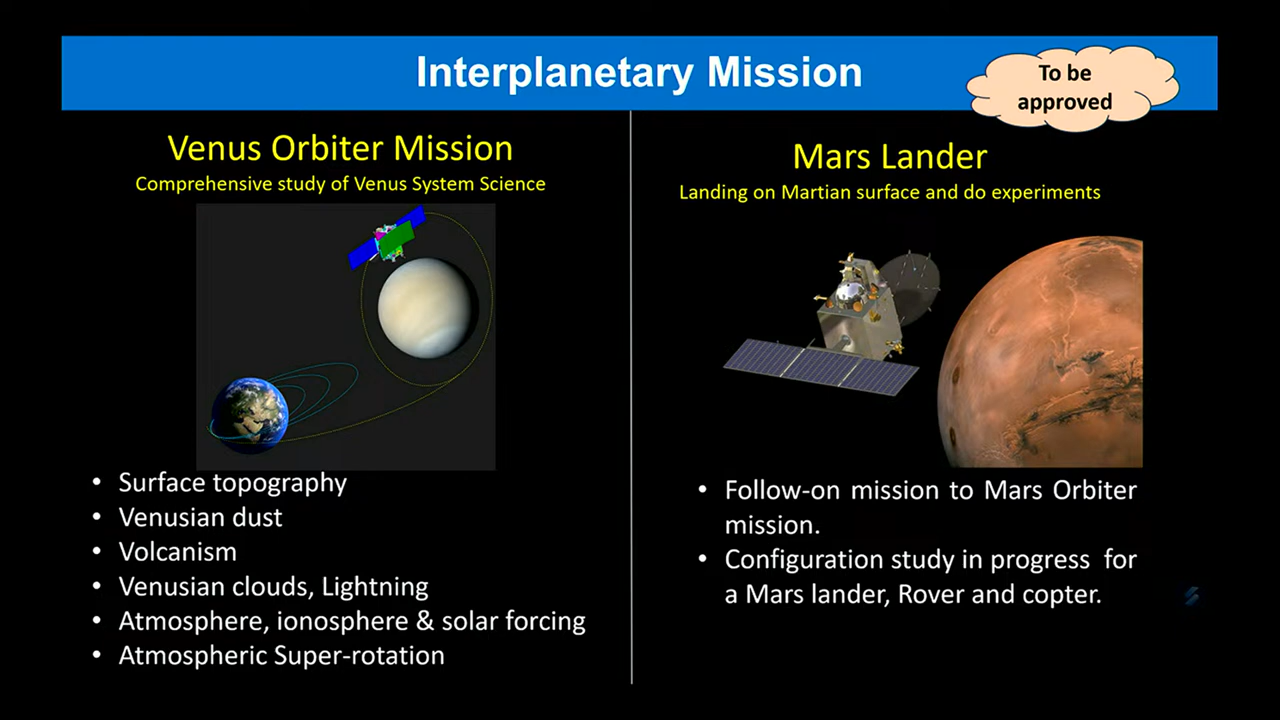 Interplanetary Mission
To be
approved
Venus Orbiter Mission
Comprehensive study of Venus System Science
• Surface topography
• Venusian dust
• Volcanism
• Venusian clouds, Lightning
• Atmosphere, ionosphere & solar forcing
• Atmospheric Super-rotation
Mars Lander
Landing on Martian surface and do experiments
• Follow-on mission to Mars Orbiter
mission.
• Configuration study in progress for
a Mars lander, Rover and copter.